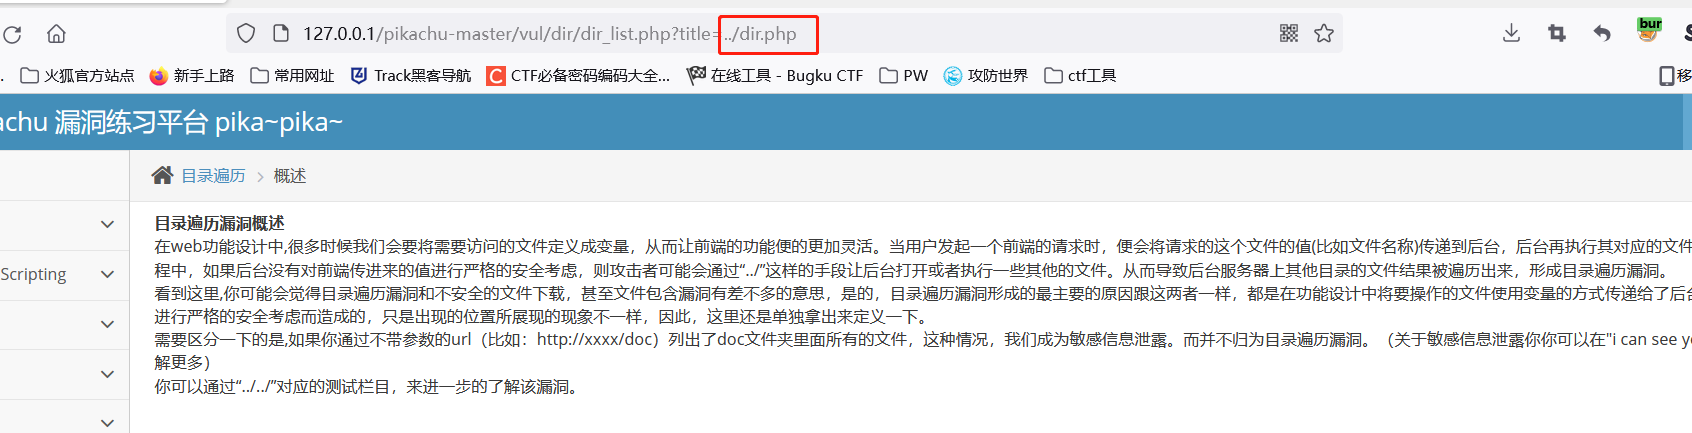 127.0.0.1/pikachu-master/vul/dir/dir_list.php?title=../dir.php
bur
火狐官方站点 新手上路 常用网址 Track黑客导航 CTF必备密码编码大全... 在线工具 - Bugku CTF PW 攻防世界 ctf工具 移
achu 漏洞练习平台 pika~pika~
目录遍历 > 概述
Scripting
目录遍历漏洞概述
在web功能设计中,很多时候我们会要将需要访问的文件定义成变量，从而让前端的功能便的更加灵活。当用户发起一个前端的请求时，便会将请求的这个文件的值(比如文件名称)传递到后台，后台再执行其对应的文件
程中，如果后台没有对前端传进来的值进行严格的安全考虑，则攻击者可能会通过“../”这样的手段让后台打开或者执行一些其他的文件。从而导致后台服务器上其他目录的文件结果被遍历出来，形成目录遍历漏洞。
看到这里,你可能会觉得目录遍历漏洞和不安全的文件下载，甚至文件包含漏洞有差不多的意思，是的，目录遍历漏洞形成的最主要的原因跟这两者一样，都是在功能设计中将要操作的文件使用变量的方式传递给了后台
进行严格的安全考虑而造成的，只是出现的位置所展现的现象不一样，因此，这里还是单独拿出来定义一下。
需要区分一下的是,如果你通过不带参数的url（比如：http://xxxx/doc）列出了doc文件夹里面所有的文件，这种情况，我们成为敏感信息泄露。而并不归为目录遍历漏洞。（关于敏感信息泄露你你可以在"i can see yo
解更多）
你可以通过“../../”对应的测试栏目，来进一步的了解该漏洞。